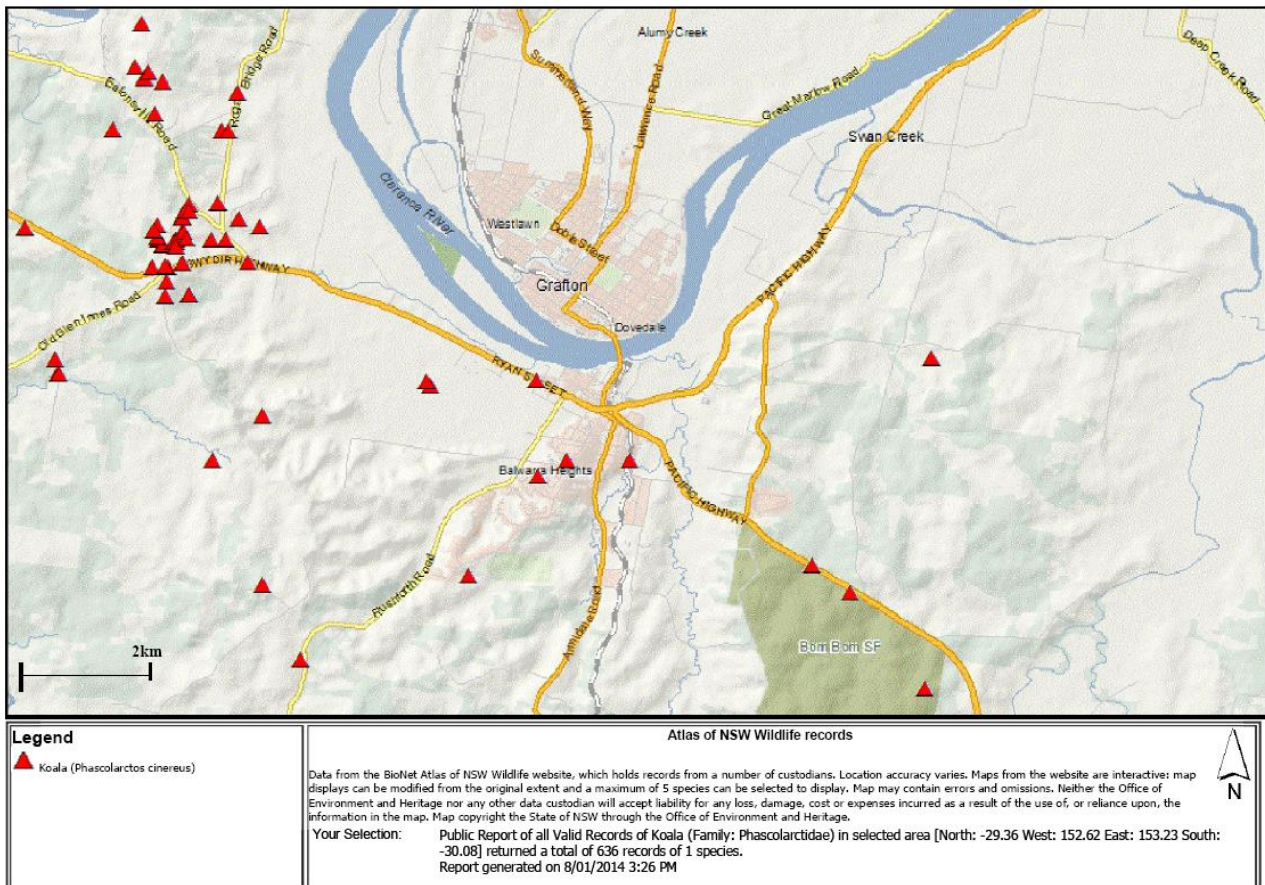 Alumy Creek
Summerland Way
Lawrence Road
Great Marlow Road
Deep Creek Road
Bridge Road
Eatonsville Road
Swan Creek
Clarence River
Westlawn
Dobie Street
PACIFIC HIGHWAY
GWYDIR HIGHWAY
Grafton
Old Glen Innes Road
Dovedale
RYAN STREET
Balwarra Heights
PACIFIC HIGHWAY
Rushforth Road
Armidale Road
Bom Bom SF
2km
Legend
Koala (Phascolarctos cinereus)
Atlas of NSW Wildlife records
N
Data from the BioNet Atlas of NSW Wildlife website, which holds records from a number of custodians. Location accuracy varies. Maps from the website are interactive: map
displays can be modified from the original extent and a maximum of 5 species can be selected to display. Map may contain errors and omissions. Neither the Office of
Environment and Heritage nor any other data custodian will accept liability for any loss, damage, cost or expenses incurred as a result of the use of, or reliance upon, the
information in the map. Map copyright the State of NSW through the Office of Environment and Heritage.
Your Selection: Public Report of all Valid Records of Koala (Family: Phascolarctidae) in selected area [North: -29.36 West: 152.62 East: 153.23 South:
-30.08] returned a total of 636 records of 1 species.
Report generated on 8/01/2014 3:26 PM